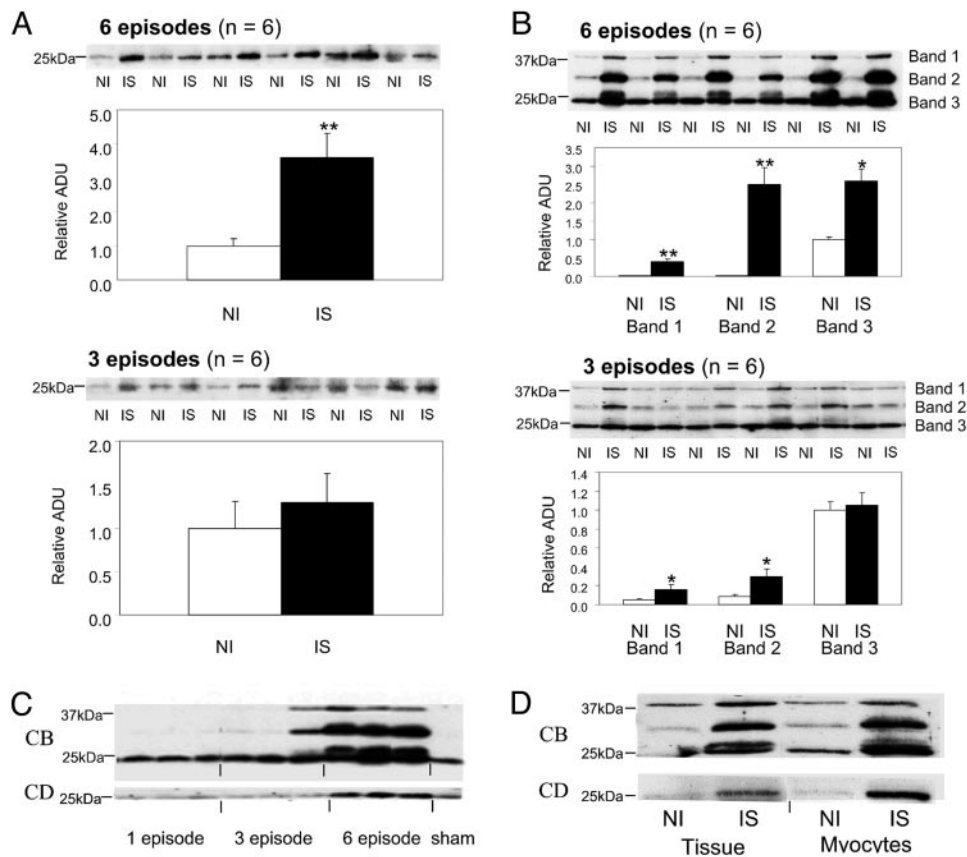 A
6 episodes (n = 6)
25kDa
NI IS NI IS NI IS NI IS NI IS NI IS
5.0
4.0
3.0
2.0
1.0
0.0
Relative ADU
**
NI IS
3 episodes (n = 6)
25kDa
NI IS NI IS NI IS NI IS NI IS NI IS
1.5
1.0
0.5
0.0
Relative ADU
NI IS
B
6 episodes (n = 6)
37kDa
25kDa
Band 1
Band 2
Band 3
NI IS NI IS NI IS NI IS NI IS NI IS
3.5
3.0
2.5
2.0
1.5
1.0
0.5
0.0
Relative ADU
**
**
*
NI IS NI IS NI IS
Band 1 Band 2 Band 3
3 episodes (n = 6)
37kDa
25kDa
Band 1
Band 2
Band 3
NI IS NI IS NI IS NI IS NI IS NI IS
1.4
1.2
1.0
0.8
0.6
0.4
0.2
0.0
Relative ADU
*
*
NI IS NI IS NI IS
Band 1 Band 2 Band 3
C
37kDa
CB
25kDa
CD 25kDa
1 episode 3 episode 6 episode sham
D
37kDa
CB
25kDa
CD 25kDa
NI IS NI IS
Tissue Myocytes